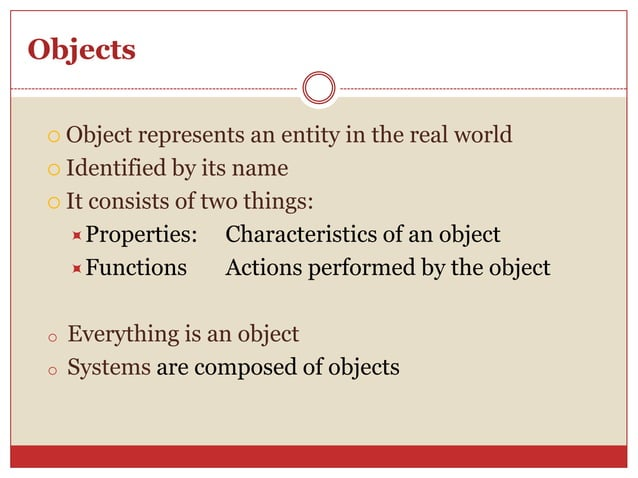 Objects
Object represents an entity in the real world
Identified by its name
It consists of two things:
Properties: Characteristics of an object
Functions Actions performed by the object
Everything is an object
Systems are composed of objects